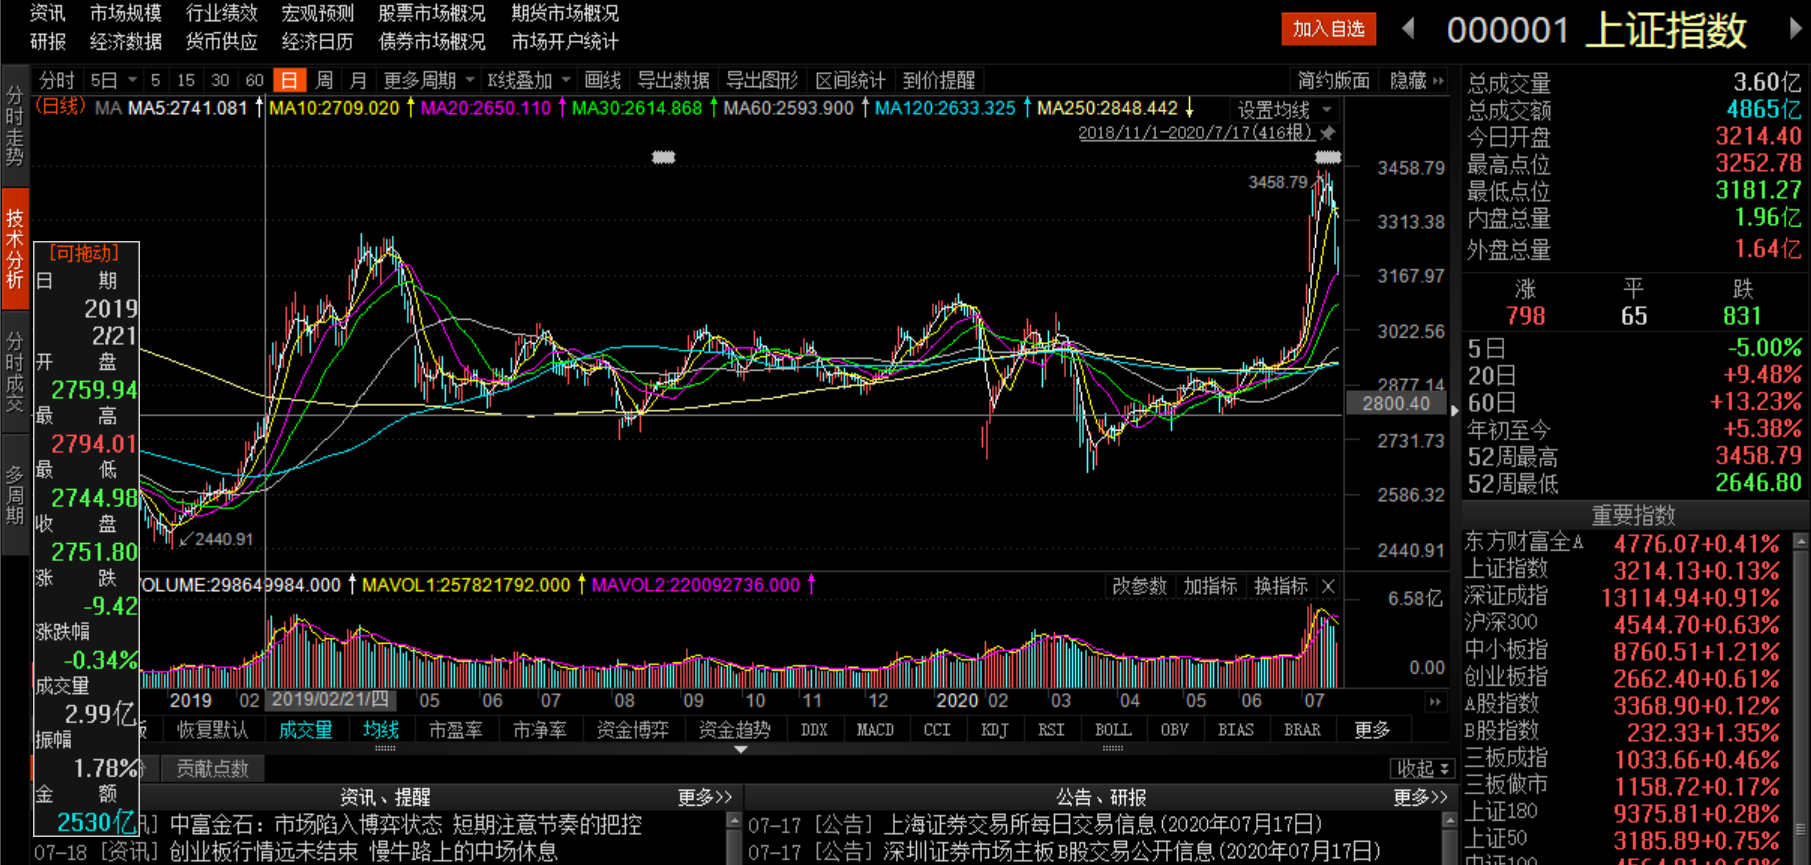 资讯 市场规模 行业绩效 宏观预测 股票市场概况 期货市场概况
研报 经济数据 货币供应 经济日历 债券市场概况 市场开户统计
加入自选
000001 上证指数
分时 5日 5 15 30 60 日 周 月 更多周期 K线叠加 画线 导出数据 导出图形 区间统计 到价提醒 简约版面 隐藏
(日线) MA MA5:2741.081 MA10:2709.020 MA20:2650.110 MA30:2614.868 MA60:2593.900 MA120:2633.325 MA250:2848.442 设置均线
2018/11/1-2020/7/17(416根)
分时走势
技术分析
分时成交
多周期
[可拖动]
日期
2019
2/21
开盘
2759.94
最高
2794.01
最低
2744.98
收盘
2751.80
涨跌
-9.42
涨跌幅
-0.34%
成交量
2.99亿
振幅
1.78%
金额
2530亿
3458.79
2440.91
3458.79
3313.38
3167.97
3022.56
2877.14
2800.40
2731.73
2586.32
2440.91
OLUME:298649984.000 MAVOL1:257821792.000 MAVOL2:220092736.000 改参数 加指标 换指标
6.58亿
0.00
2019 02 2019/02/21/四 05 06 07 08 09 10 11 12 2020 02 03 04 05 06 07
恢复默认 成交量 均线 市盈率 市净率 资金博弈 资金趋势 DDX MACD CCI KDJ RSI BOLL OBV BIAS BRAR 更多
贡献点数 收起
资讯、提醒 更多>> 公告、研报 更多>>
讯] 中富金石：市场陷入博弈状态 短期注意节奏的把控
07-18 [资讯] 创业板行情远未结束 慢牛路上的中场休息
07-17 [公告] 上海证券交易所每日交易信息(2020年07月17日)
07-17 [公告] 深圳证券市场主板B股交易公开信息(2020年07月17日)
总成交量 3.60亿
总成交额 4865亿
今日开盘 3214.40
最高点位 3252.78
最低点位 3181.27
内盘总量 1.96亿
外盘总量 1.64亿
涨 平 跌
798 65 831
5日 -5.00%
20日 +9.48%
60日 +13.23%
年初至今 +5.38%
52周最高 3458.79
52周最低 2646.80
重要指数
东方财富全A 4776.07+0.41%
上证指数 3214.13+0.13%
深证成指 13114.94+0.91%
沪深300 4544.70+0.63%
中小板指 8760.51+1.21%
创业板指 2662.40+0.61%
A股指数 3368.90+0.12%
B股指数 232.33+1.35%
三板成指 1033.66+0.46%
三板做市 1158.72+0.17%
上证180 9375.81+0.28%
上证50 3185.89+0.75%